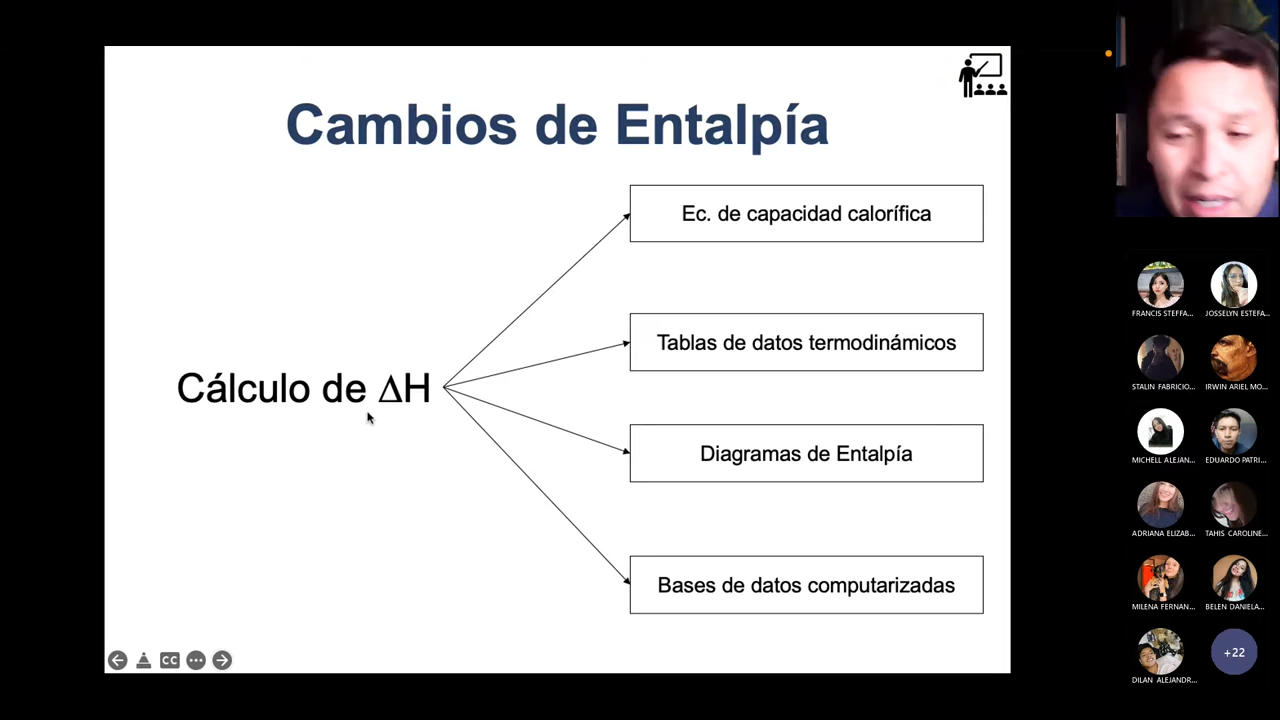 Cambios de Entalpía
Ec. de capacidad calorífica
Tablas de datos termodinámicos
Cálculo de ΔH
Diagramas de Entalpía
Bases de datos computarizadas
CC
FRANCIS STEFFA...
JOSSELYN ESTEFA...
STALIN FABRICIO...
IRWIN ARIEL MO...
MICHELL ALEJAN...
EDUARDO PATRI...
ADRIANA ELIZAB...
TAHIS CAROLINE...
MILENA FERNAN...
BELEN DANIELA...
DILAN ALEJANDR...
+22